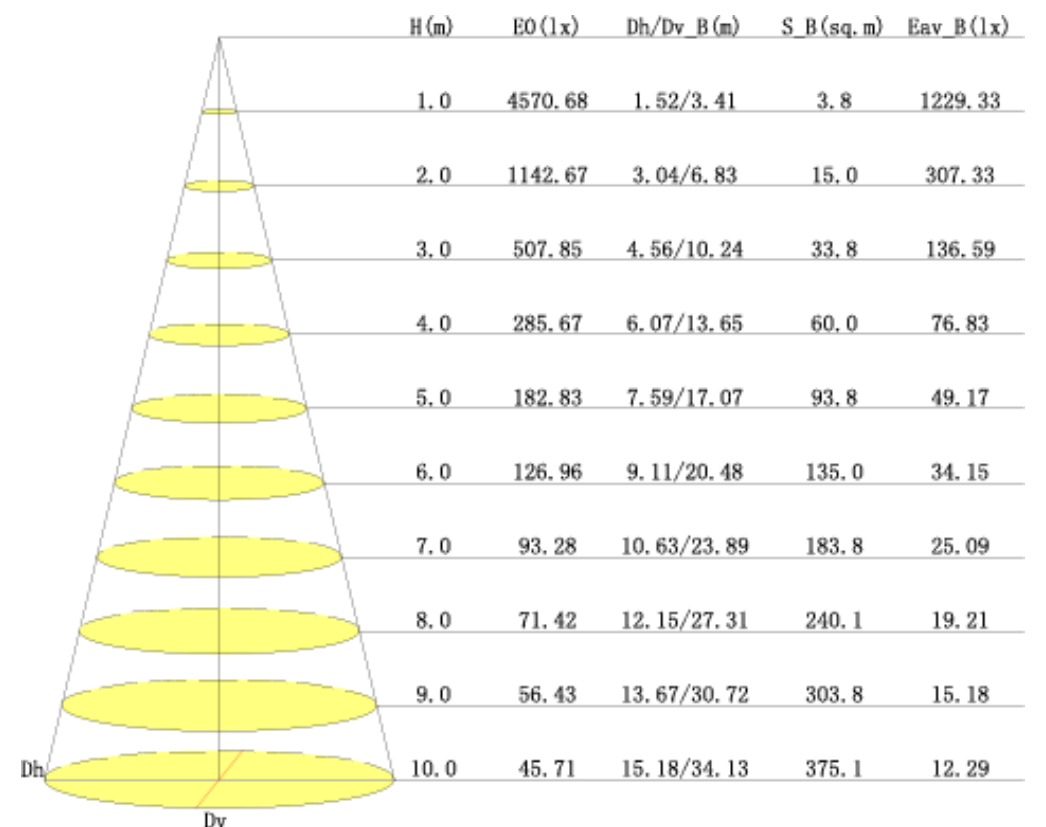 H(m) E0(lx) Dh/Dv_B(m) S_B(sq.m) Eav_B(lx)
1.0 4570.68 1.52/3.41 3.8 1229.33
2.0 1142.67 3.04/6.83 15.0 307.33
3.0 507.85 4.56/10.24 33.8 136.59
4.0 285.67 6.07/13.65 60.0 76.83
5.0 182.83 7.59/17.07 93.8 49.17
6.0 126.96 9.11/20.48 135.0 34.15
7.0 93.28 10.63/23.89 183.8 25.09
8.0 71.42 12.15/27.31 240.1 19.21
9.0 56.43 13.67/30.72 303.8 15.18
Dh 10.0 45.71 15.18/34.13 375.1 12.29
Dv